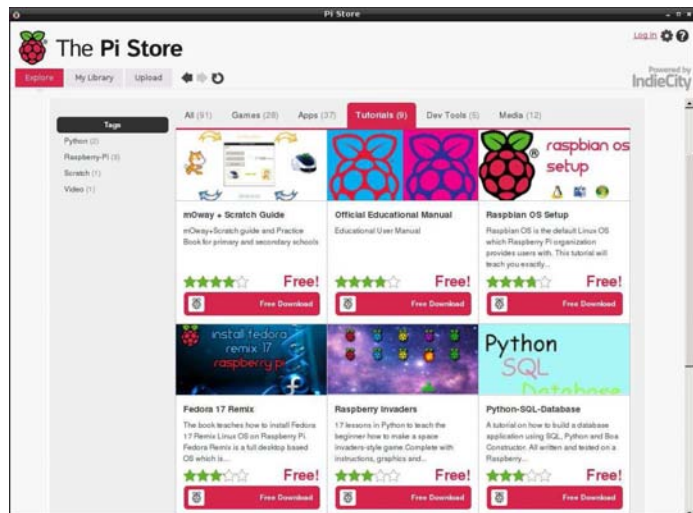 Pi Store
The Pi Store
Log in
Explore My Library Upload
Powered by
IndieCity
All (91) Games (28) Apps (37) Tutorials (9) Dev Tools (5) Media (12)
Tags
Python (2)
Raspberry-Pi (9)
Scratch (1)
Video (1)
mOway + Scratch Guide
mOway+Scratch guide and Practice
Book for primary and secondary schools
Free!
Free Download
Official Educational Manual
Educational User Manual
Free!
Free Download
raspbian os
setup
Raspbian OS Setup
Raspbian OS is the default Linux OS
which Raspberry Pi organization
provides users with. This tutorial will
teach you exactly...
Free!
Free Download
install fedora
remix 17
raspberry pi
Fedora 17 Remix
The book teaches how to install Fedora
17 Remix Linux OS on Raspberry Pi.
Fedora Remix is a full desktop based
OS which is...
Free!
Free Download
Raspberry Invaders
17 lessons in Python to teach the
beginner how to make a space
invaders-style game Complete with
instructions, graphics and...
Free!
Free Download
Python
SQL
Database
Python-SQL-Database
A tutorial on how to build a database
application using SQL, Python and Boa
Constructor. All written and tested on a
Raspberry...
Free!
Free Download